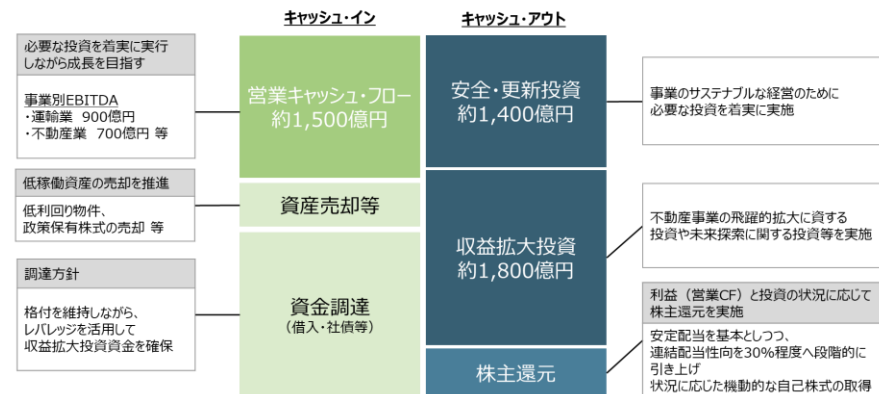 キャッシュ・イン
キャッシュ・アウト
必要な投資を着実に実行
しながら成長を目指す
事業別EBITDA
・運輸業 900億円
・不動産業 700億円 等
低稼働資産の売却を推進
低利回り物件、
政策保有株式の売却 等
調達方針
格付を維持しながら、
レバレッジを活用して
収益拡大投資資金を確保
営業キャッシュ・フロー
約1,500億円
資産売却等
資金調達
(借入・社債等)
安全・更新投資
約1,400億円
収益拡大投資
約1,800億円
株主還元
事業のサステナブルな経営のために
必要な投資を着実に実施
不動産事業の飛躍的拡大に資する
投資や未来探索に関する投資等を実施
利益(営業CF)と投資の状況に応じて
株主還元を実施
安定配当を基本としつつ、
連結配当性向を30%程度へ段階的に
引き上げ
状況に応じた機動的な自己株式の取得